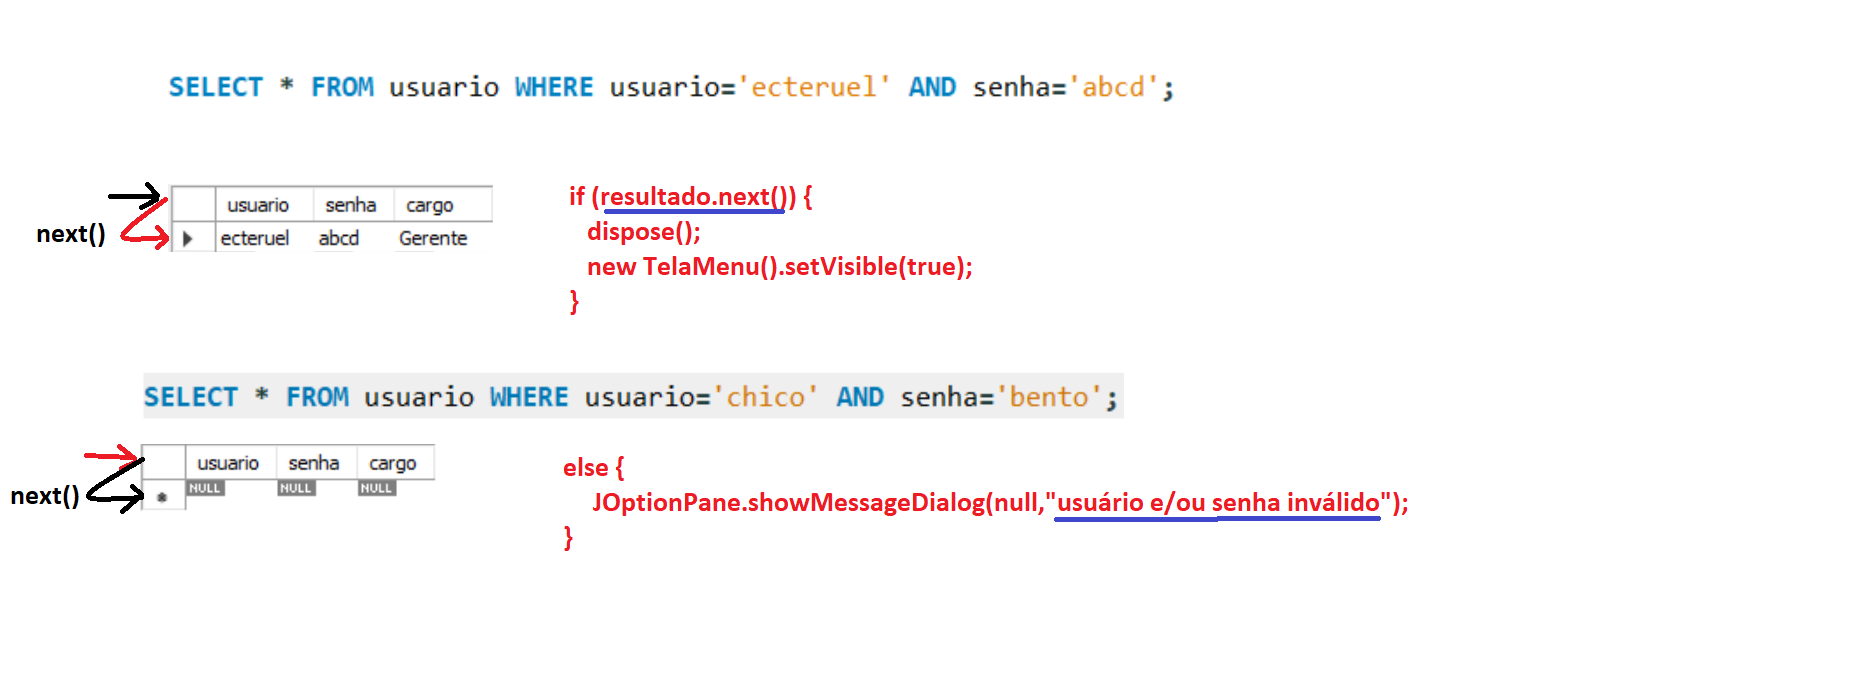 SELECT * FROM usuario WHERE usuario='ecteruel' AND senha='abcd';
usuario senha cargo
next()
ecteruel abcd Gerente
if (resultado.next()) {
dispose();
new TelaMenu().setVisible(true);
}
SELECT * FROM usuario WHERE usuario='chico' AND senha='bento';
usuario senha cargo
next()
* NULL NULL NULL
else {
JOptionPane.showMessageDialog(null,"usuário e/ou senha inválido");
}